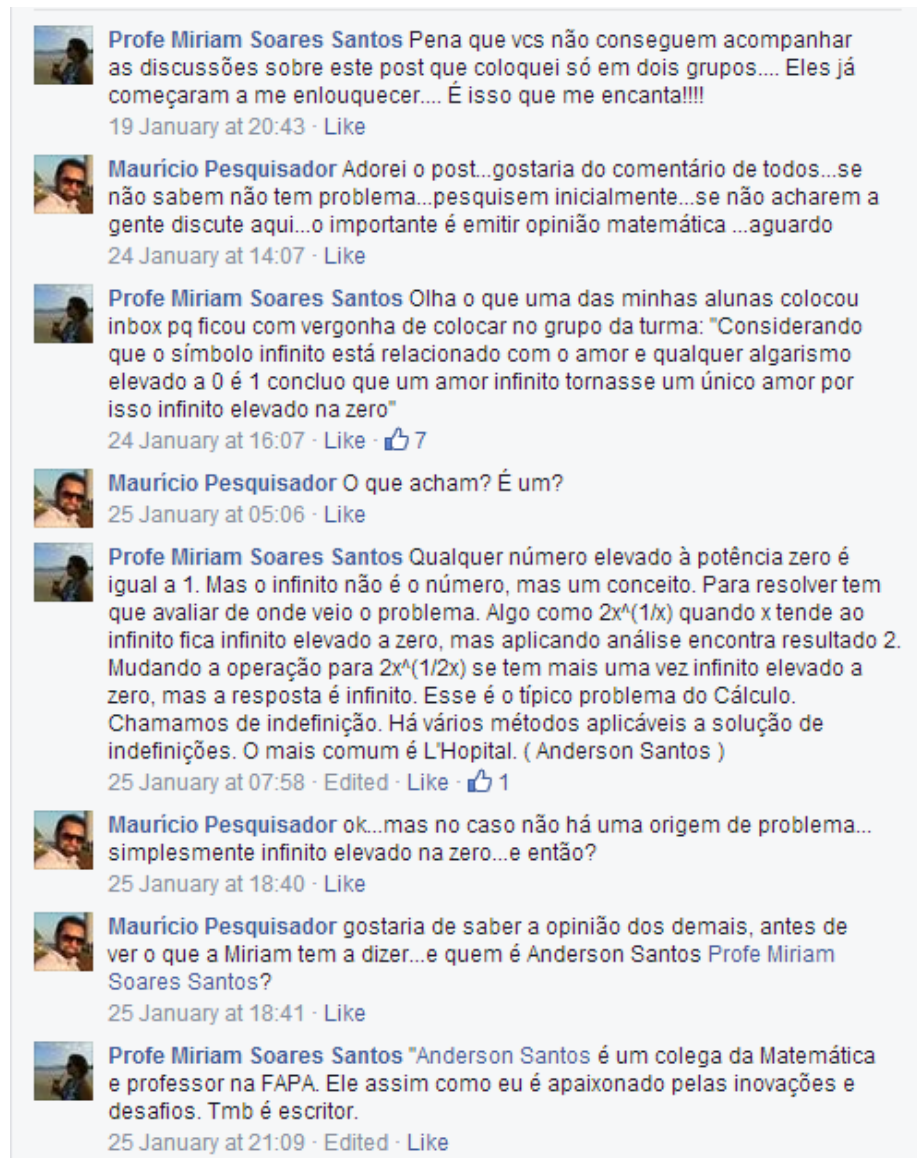 Profe Miriam Soares Santos Pena que vcs não conseguem acompanhar
as discussões sobre este post que coloquei só em dois grupos.... Eles já
começaram a me enlouquecer.... É isso que me encanta!!!!
19 January at 20:43 · Like
Maurício Pesquisador Adorei o post...gostaria do comentário de todos...se
não sabem não tem problema...pesquisem inicialmente...se não acharem a
gente discute aqui...o importante é emitir opinião matemática ...aguardo
24 January at 14:07 · Like
Profe Miriam Soares Santos Olha o que uma das minhas alunas colocou
inbox pq ficou com vergonha de colocar no grupo da turma: "Considerando
que o símbolo infinito está relacionado com o amor e qualquer algarismo
elevado a 0 é 1 concluo que um amor infinito tornasse um único amor por
isso infinito elevado na zero"
24 January at 16:07 · Like · 7
Maurício Pesquisador O que acham? É um?
25 January at 05:06 · Like
Profe Miriam Soares Santos Qualquer número elevado à potência zero é
igual a 1. Mas o infinito não é o número, mas um conceito. Para resolver tem
que avaliar de onde veio o problema. Algo como 2x^(1/x) quando x tende ao
infinito fica infinito elevado a zero, mas aplicando análise encontra resultado 2.
Mudando a operação para 2x^(1/2x) se tem mais uma vez infinito elevado a
zero, mas a resposta é infinito. Esse é o típico problema do Cálculo.
Chamamos de indefinição. Há vários métodos aplicáveis a solução de
indefinições. O mais comum é L'Hopital. ( Anderson Santos )
25 January at 07:58 · Edited · Like · 1
Maurício Pesquisador ok...mas no caso não há uma origem de problema...
simplesmente infinito elevado na zero...e então?
25 January at 18:40 · Like
Maurício Pesquisador gostaria de saber a opinião dos demais, antes de
ver o que a Miriam tem a dizer...e quem é Anderson Santos Profe Miriam
Soares Santos?
25 January at 18:41 · Like
Profe Miriam Soares Santos "Anderson Santos é um colega da Matemática
e professor na FAPA. Ele assim como eu é apaixonado pelas inovações e
desafios. Tmb é escritor.
25 January at 21:09 · Edited · Like